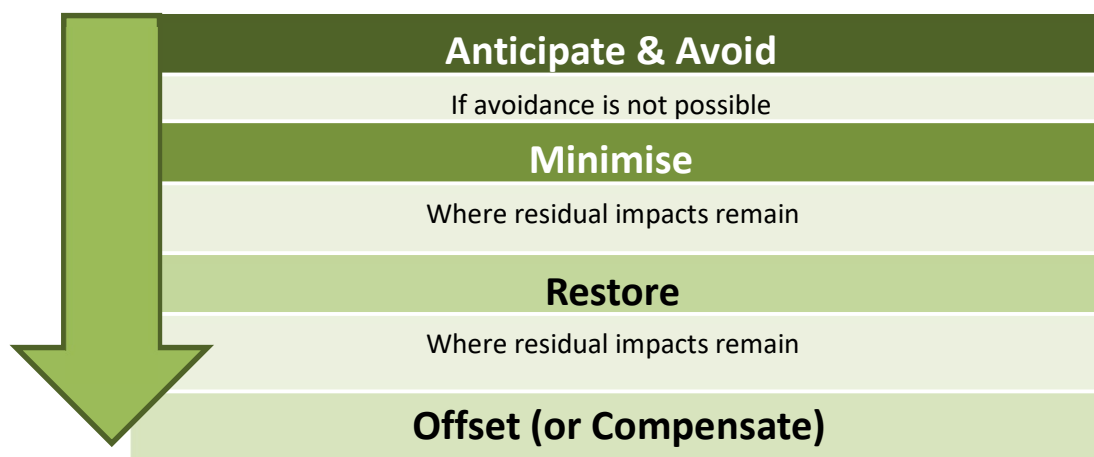 Anticipate & Avoid
If avoidance is not possible
Minimise
Where residual impacts remain
Restore
Where residual impacts remain
Offset (or Compensate)